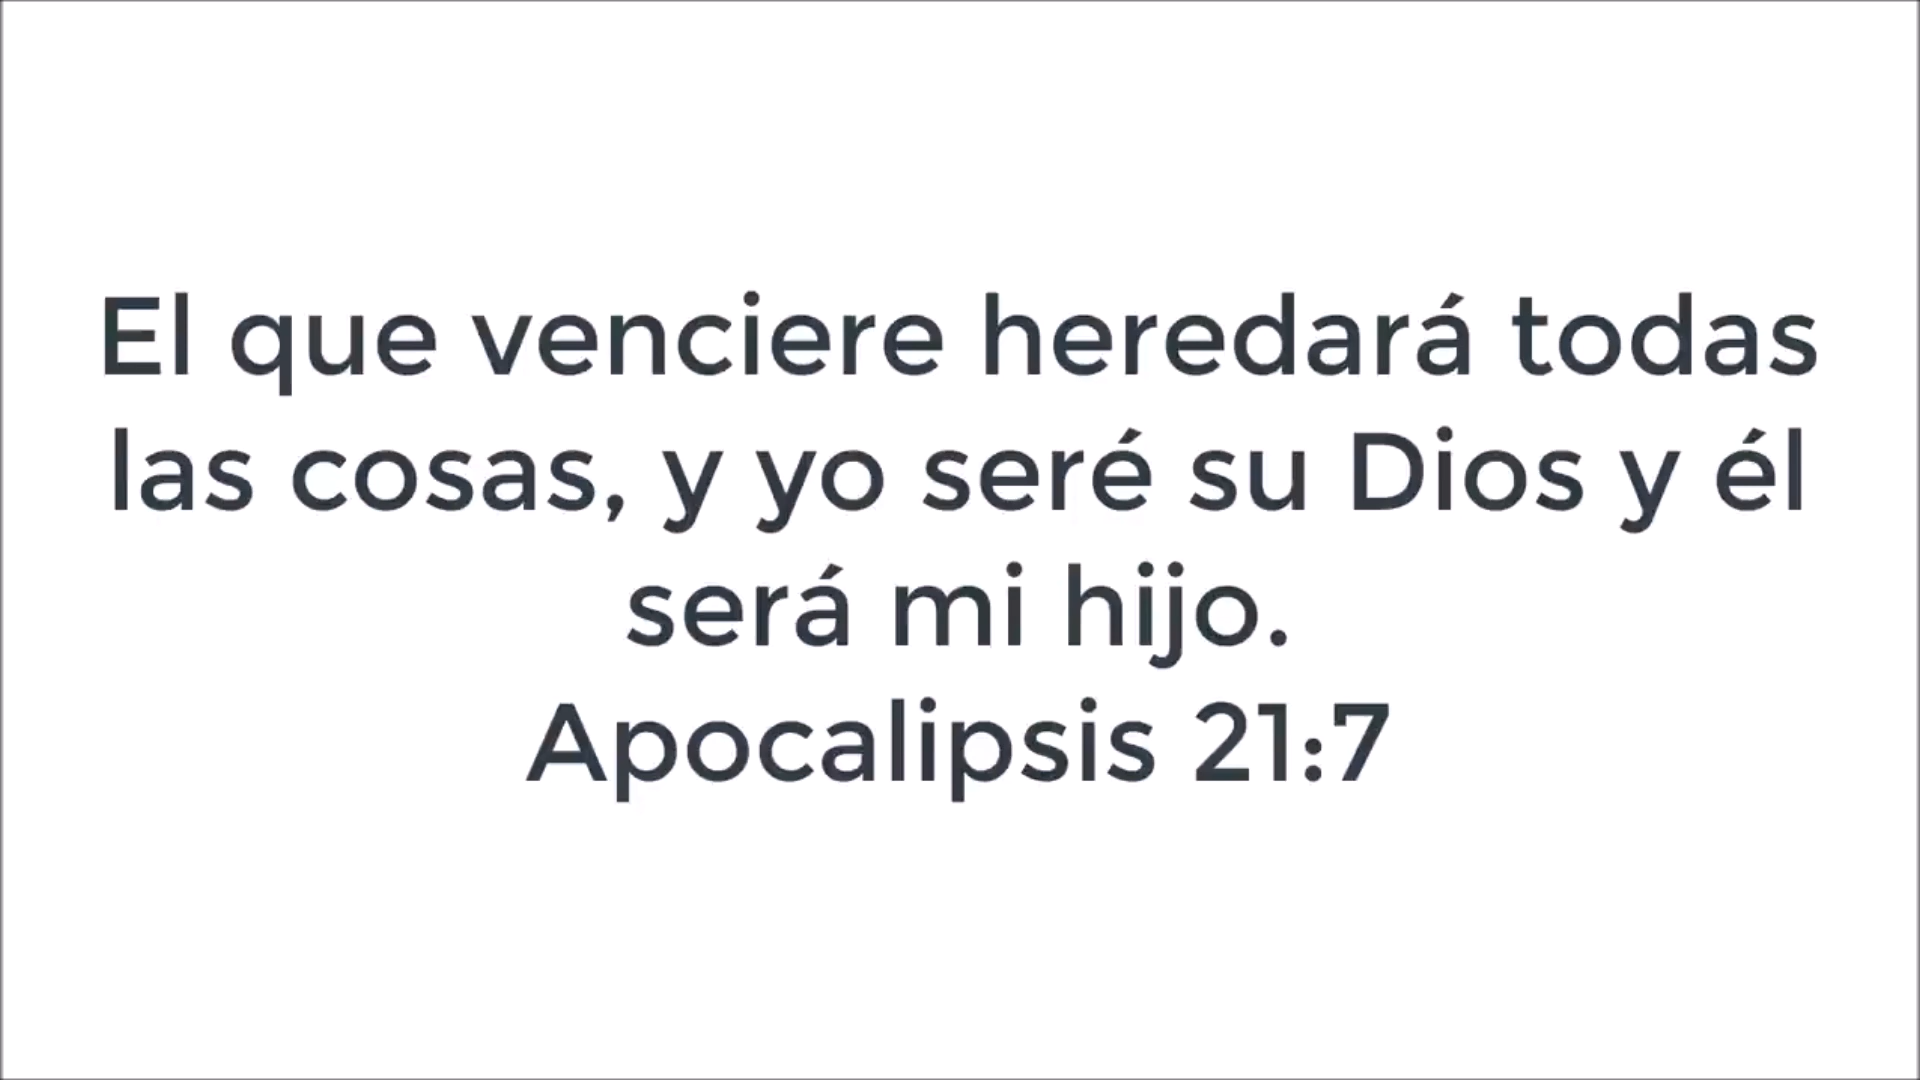 El que venciere heredará todas
las cosas, y yo seré su Dios y él
será mi hijo.
Apocalipsis 21:7